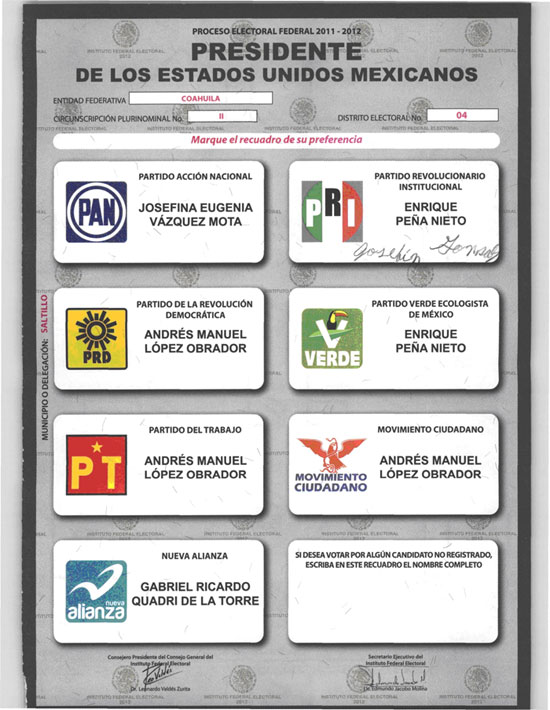 PROCESO ELECTORAL FEDERAL 2011 - 2012
PRESIDENTE
DE LOS ESTADOS UNIDOS MEXICANOS
ENTIDAD FEDERATIVA COAHUILA
CIRCUNSCRIPCIÓN PLURINOMINAL No. II
DISTRITO ELECTORAL No. 04
Marque el recuadro de su preferencia
MUNICIPIO O DELEGACIÓN: SALTILLO
PARTIDO ACCIÓN NACIONAL
PAN
JOSEFINA EUGENIA
VÁZQUEZ MOTA
PARTIDO REVOLUCIONARIO
INSTITUCIONAL
PRI
ENRIQUE
PEÑA NIETO
Josefin
PARTIDO DE LA REVOLUCIÓN
DEMOCRÁTICA
PRD
ANDRÉS MANUEL
LÓPEZ OBRADOR
PARTIDO VERDE ECOLOGISTA
DE MÉXICO
VERDE
ENRIQUE
PEÑA NIETO
PARTIDO DEL TRABAJO
PT
ANDRÉS MANUEL
LÓPEZ OBRADOR
MOVIMIENTO CIUDADANO
MOVIMIENTO
CIUDADANO
ANDRÉS MANUEL
LÓPEZ OBRADOR
NUEVA ALIANZA
nueva
alianza
GABRIEL RICARDO
QUADRI DE LA TORRE
SI DESEA VOTAR POR ALGÚN CANDIDATO NO REGISTRADO,
ESCRIBA EN ESTE RECUADRO EL NOMBRE COMPLETO
Consejero Presidente del Consejo General del
Instituto Federal Electoral
Dr. Leonardo Valdés Zurita
Secretario Ejecutivo del
Instituto Federal Electoral
Dr. Edmundo Jacobo Molina
INSTITUTO FEDERAL ELECTORAL
2012